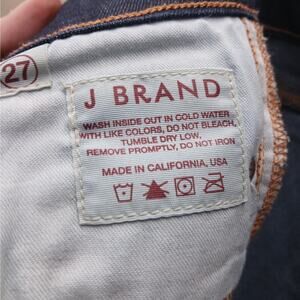 27
J BRAND
WASH INSIDE OUT IN COLD WATER
WITH LIKE COLORS, DO NOT BLEACH,
TUMBLE DRY LOW.
REMOVE PROMPTLY, DO NOT IRON
MADE IN CALIFORNIA, USA